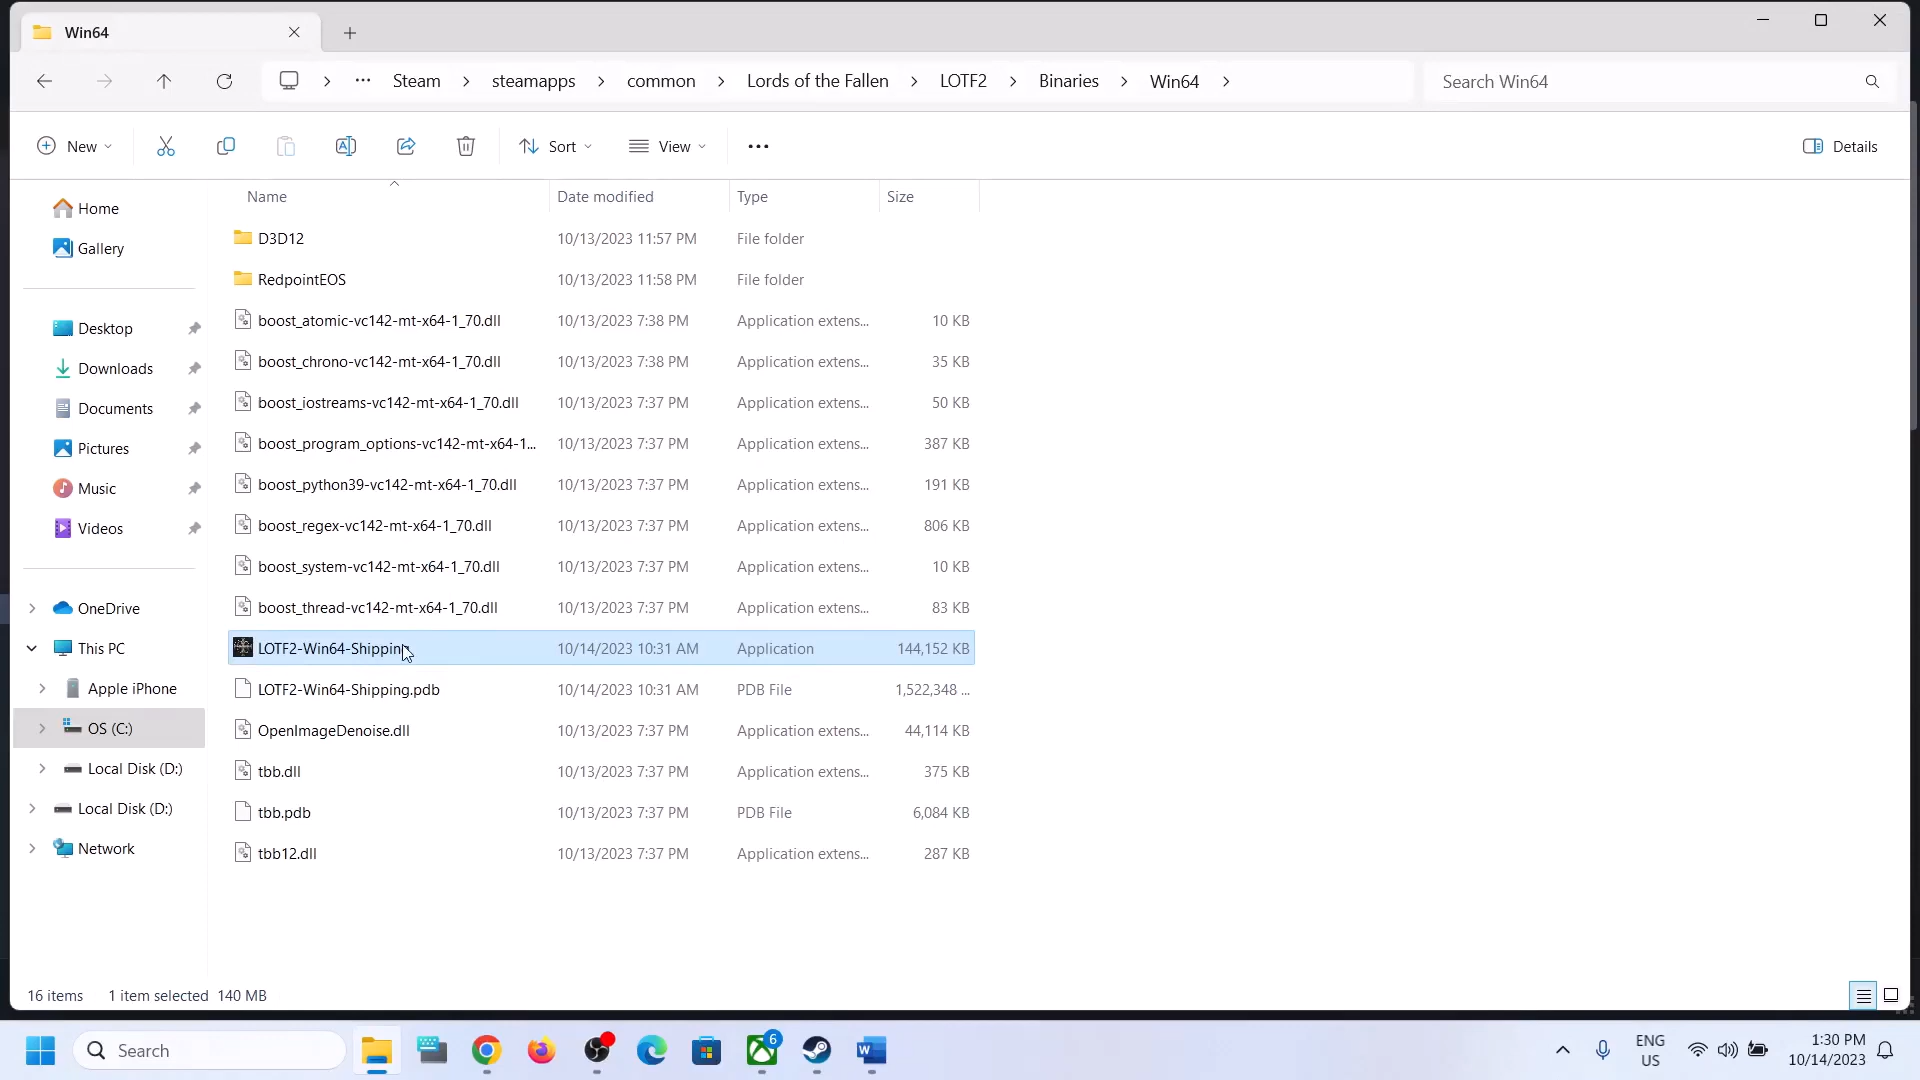 Win64
Steam steamapps common Lords of the Fallen LOTF2 Binaries Win64
Search Win64
New Sort View Details
Name Date modified Type Size
Home
Gallery
Desktop
Downloads
Documents
Pictures
Music
Videos
OneDrive
This PC
Apple iPhone
OS (C:)
Local Disk (D:)
Local Disk (D:)
Network
D3D12 10/13/2023 11:57 PM File folder
RedpointEOS 10/13/2023 11:58 PM File folder
boost_atomic-vc142-mt-x64-1_70.dll 10/13/2023 7:38 PM Application extens... 10 KB
boost_chrono-vc142-mt-x64-1_70.dll 10/13/2023 7:38 PM Application extens... 35 KB
boost_iostreams-vc142-mt-x64-1_70.dll 10/13/2023 7:37 PM Application extens... 50 KB
boost_program_options-vc142-mt-x64-1... 10/13/2023 7:37 PM Application extens... 387 KB
boost_python39-vc142-mt-x64-1_70.dll 10/13/2023 7:37 PM Application extens... 191 KB
boost_regex-vc142-mt-x64-1_70.dll 10/13/2023 7:37 PM Application extens... 806 KB
boost_system-vc142-mt-x64-1_70.dll 10/13/2023 7:37 PM Application extens... 10 KB
boost_thread-vc142-mt-x64-1_70.dll 10/13/2023 7:37 PM Application extens... 83 KB
LOTF2-Win64-Shipping 10/14/2023 10:31 AM Application 144,152 KB
LOTF2-Win64-Shipping.pdb 10/14/2023 10:31 AM PDB File 1,522,348 ...
OpenImageDenoise.dll 10/13/2023 7:37 PM Application extens... 44,114 KB
tbb.dll 10/13/2023 7:37 PM Application extens... 375 KB
tbb.pdb 10/13/2023 7:37 PM PDB File 6,084 KB
tbb12.dll 10/13/2023 7:37 PM Application extens... 287 KB
16 items 1 item selected 140 MB
Search
6
ENG
US
1:30 PM
10/14/2023